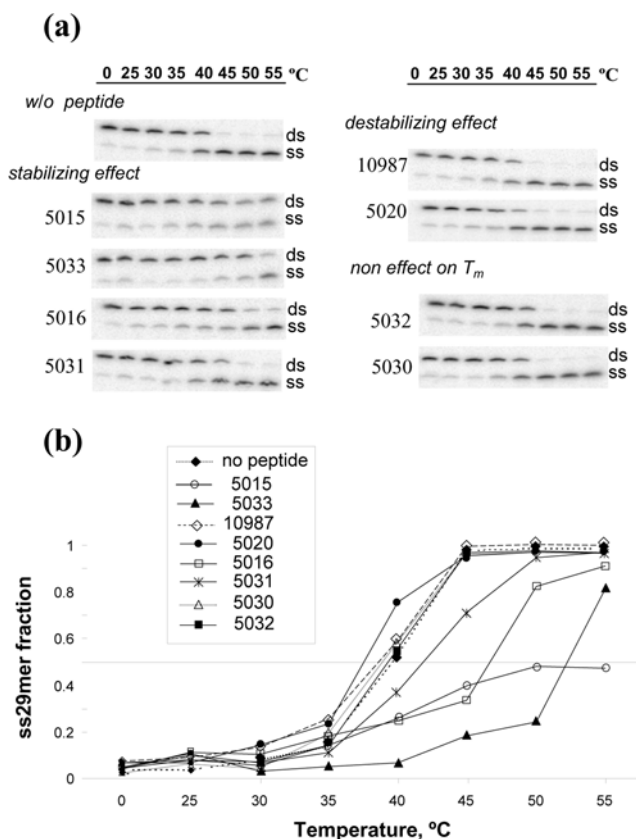 (a)
0 25 30 35 40 45 50 55 ºC
w/o peptide
ds
ss
stabilizing effect
5015
ds
ss
5033
ds
ss
5016
ds
ss
5031
ds
ss
0 25 30 35 40 45 50 55 ºC
destabilizing effect
10987
ds
ss
5020
ds
ss
non effect on Tm
5032
ds
ss
5030
ds
ss
(b)
no peptide
5015
5033
10987
5020
5016
5031
5030
5032
ss29mer fraction
1
0.8
0.6
0.4
0.2
0
0 25 30 35 40 45 50 55
Temperature, ºC